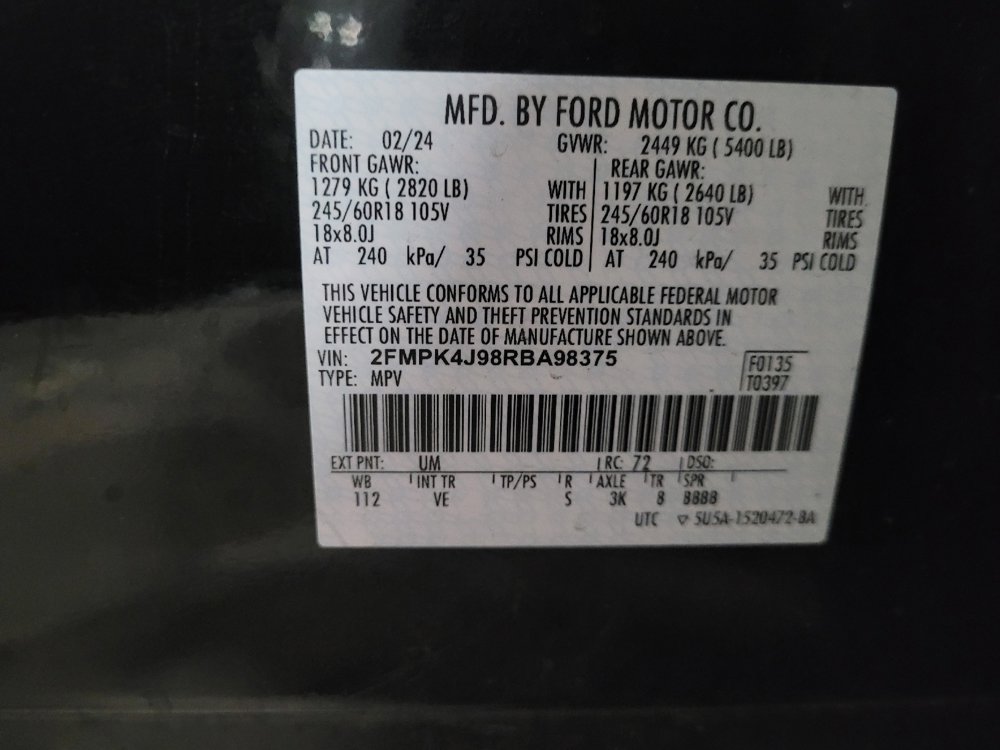 MFD. BY FORD MOTOR CO.
DATE: 02/24 GVWR: 2449 KG ( 5400 LB)
FRONT GAWR: REAR GAWR:
1279 KG ( 2820 LB) WITH 1197 KG ( 2640 LB) WITH
245/60R18 105V TIRES 245/60R18 105V TIRES
18x8.0J RIMS 18x8.0J RIMS
AT 240 kPa/ 35 PSI COLD AT 240 kPa/ 35 PSI COLD
THIS VEHICLE CONFORMS TO ALL APPLICABLE FEDERAL MOTOR
VEHICLE SAFETY AND THEFT PREVENTION STANDARDS IN
EFFECT ON THE DATE OF MANUFACTURE SHOWN ABOVE.
VIN: 2FMPK4J98RBA98375 F0135
TYPE: MPV T0397
EXT PNT: UM RC: 72 DSO:
WB INT TR TP/PS R AXLE TR SPR
112 VE S 3K 8 8888
UTC ▽ 5U5A-1520472-BA